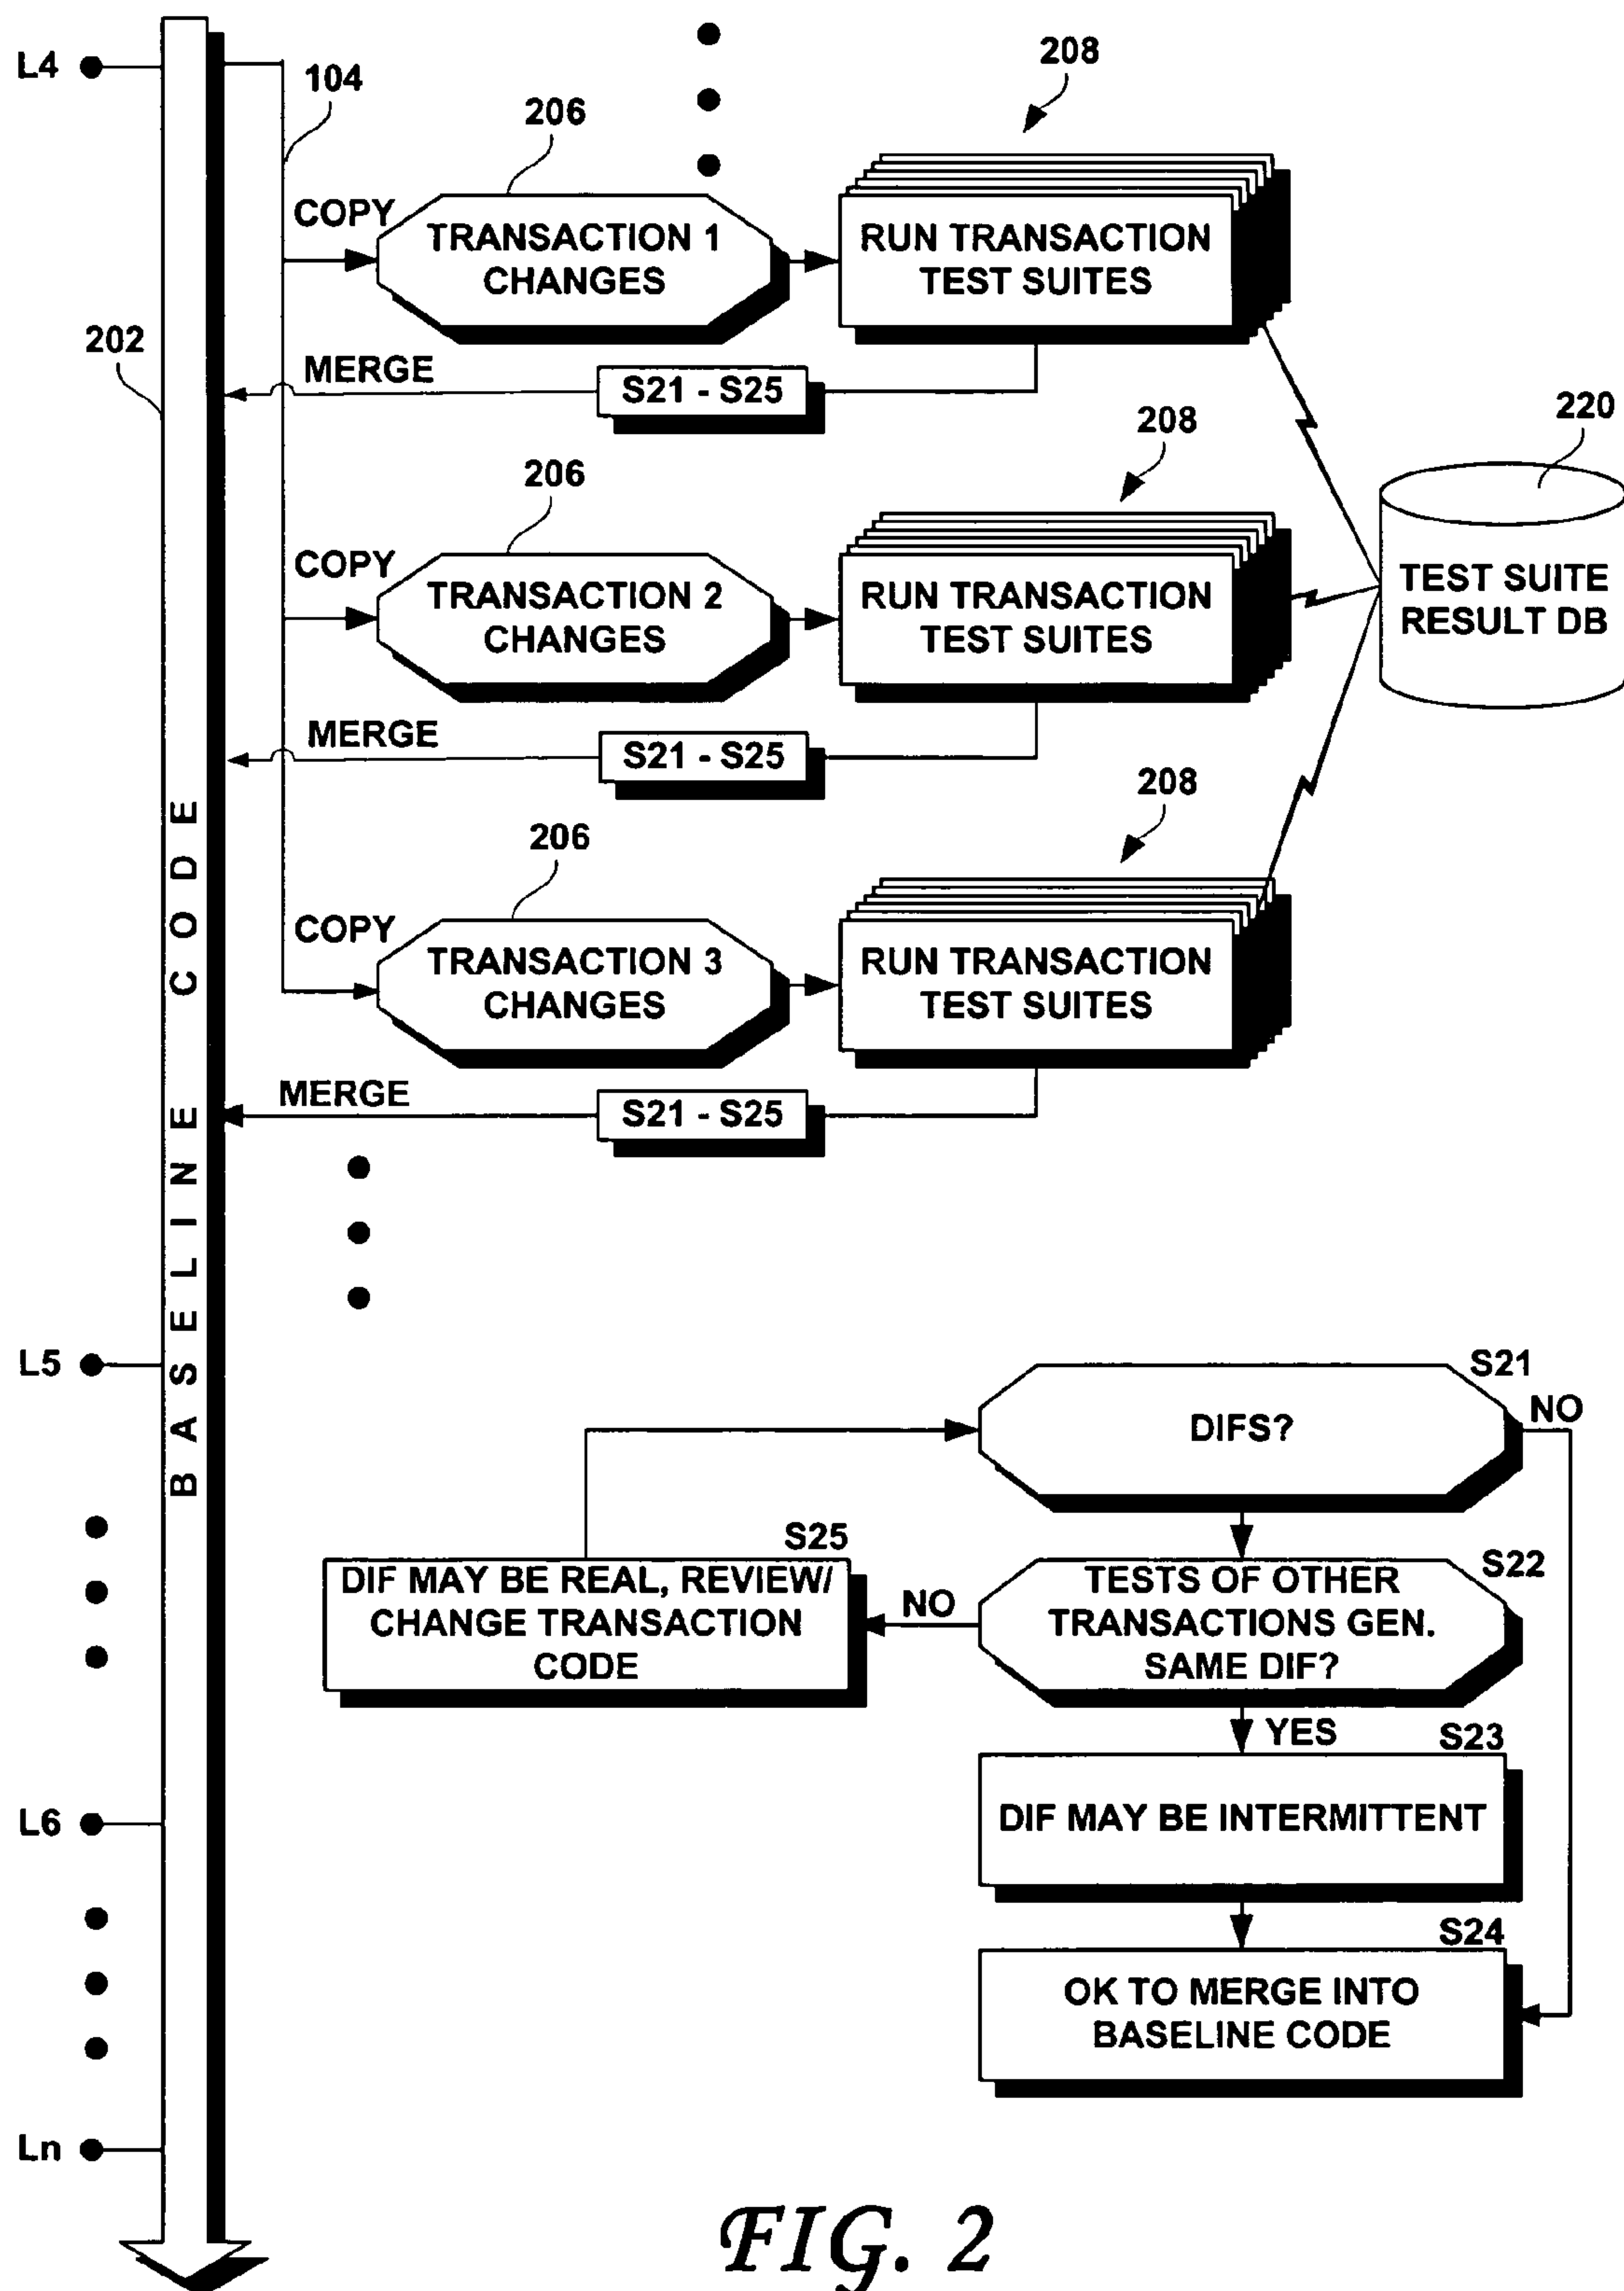 L4
104
206
208
COPY
TRANSACTION 1
CHANGES
RUN TRANSACTION
TEST SUITES
202
MERGE
S21 - S25
206
208
220
COPY
TRANSACTION 2
CHANGES
RUN TRANSACTION
TEST SUITES
TEST SUITE
RESULT DB
MERGE
S21 - S25
206
208
COPY
TRANSACTION 3
CHANGES
RUN TRANSACTION
TEST SUITES
MERGE
S21 - S25
BASELINE CODE
L5
S21
DIFS?
NO
S25
DIF MAY BE REAL, REVIEW/
CHANGE TRANSACTION
CODE
NO
S22
TESTS OF OTHER
TRANSACTIONS GEN.
SAME DIF?
YES
S23
DIF MAY BE INTERMITTENT
L6
S24
OK TO MERGE INTO
BASELINE CODE
Ln
FIG. 2